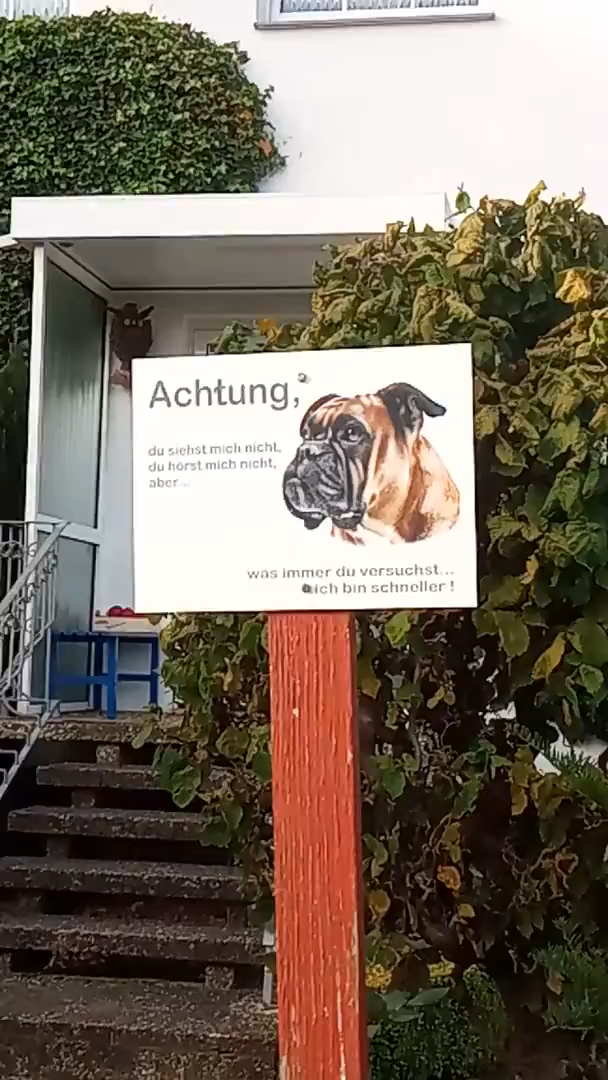 Achtung,
du siehst mich nicht,
du hörst mich nicht,
aber...
was immer du versuchst...
ich bin schneller !